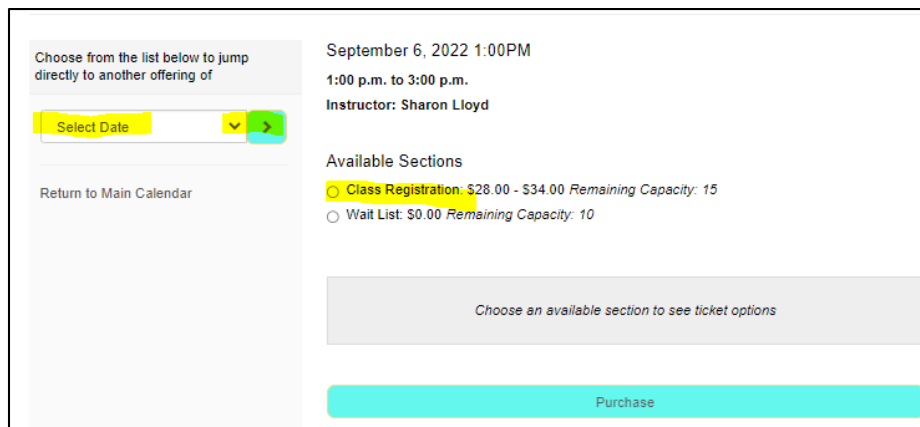 Choose from the list below to jump
directly to another offering of
Select Date
Return to Main Calendar
September 6, 2022 1:00PM
1:00 p.m. to 3:00 p.m.
Instructor: Sharon Lloyd
Available Sections
Class Registration: $28.00 - $34.00 Remaining Capacity: 15
Wait List: $0.00 Remaining Capacity: 10
Choose an available section to see ticket options
Purchase